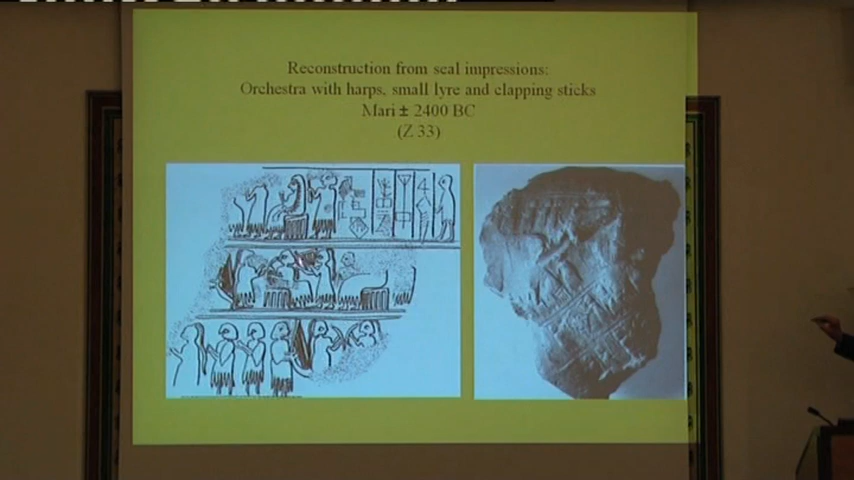 Reconstruction from seal impressions:
Orchestra with harps, small lyre and clapping sticks
Mari ± 2400 BC
(Z 33)